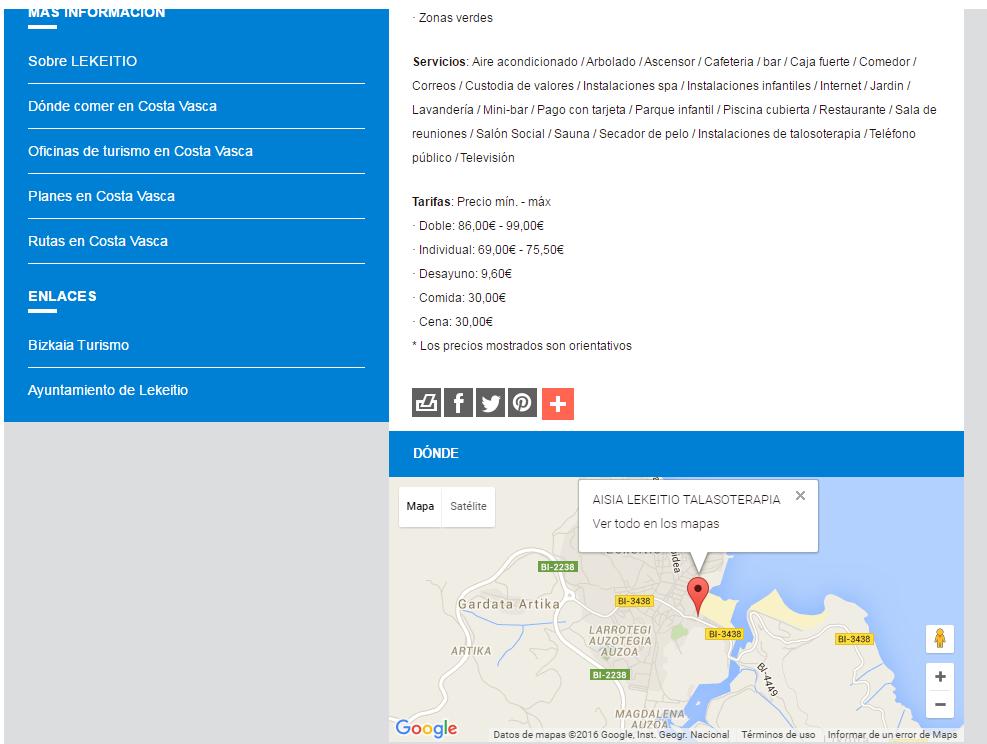 MÁS INFORMACIÓN
Sobre LEKEITIO
Dónde comer en Costa Vasca
Oficinas de turismo en Costa Vasca
Planes en Costa Vasca
Rutas en Costa Vasca
ENLACES
Bizkaia Turismo
Ayuntamiento de Lekeitio
· Zonas verdes
Servicios: Aire acondicionado / Arbolado / Ascensor / Cafeteria / bar / Caja fuerte / Comedor /
Correos / Custodia de valores / Instalaciones spa / Instalaciones infantiles / Internet / Jardin /
Lavandería / Mini-bar / Pago con tarjeta / Parque infantil / Piscina cubierta / Restaurante / Sala de
reuniones / Salón Social / Sauna / Secador de pelo / Instalaciones de talosoterapia / Teléfono
público / Televisión
Tarifas: Precio mín. - máx
· Doble: 86,00€ - 99,00€
· Individual: 69,00€ - 75,50€
· Desayuno: 9,60€
· Comida: 30,00€
· Cena: 30,00€
* Los precios mostrados son orientativos
DÓNDE
Mapa
Satélite
AISIA LEKEITIO TALASOTERAPIA
Ver todo en los mapas
BI-2238
Gardata Artika
BI-3438
LARROTEGI
AUZOTEGIA
AUZOA
BI-3438
BI-3438
ARTIKA
BI-2238
BI-4449
MAGDALENA
AUZOA
Google
Datos de mapas ©2016 Google, Inst. Geogr. Nacional
Términos de uso
Informar de un error de Maps